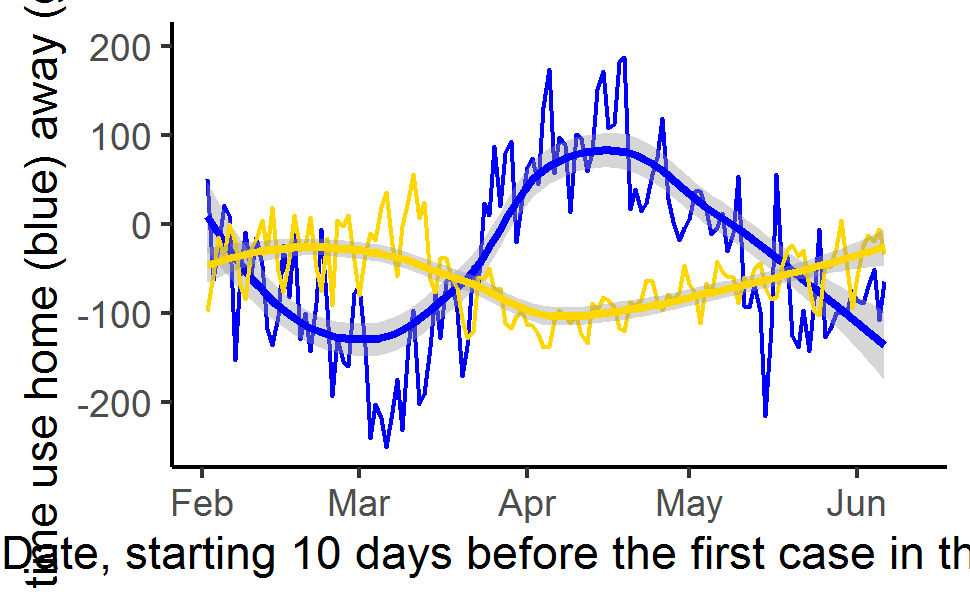 time use home (blue) away (
200
100
0
-100
-200
Feb Mar Apr May Jun
Date, starting 10 days before the first case in th